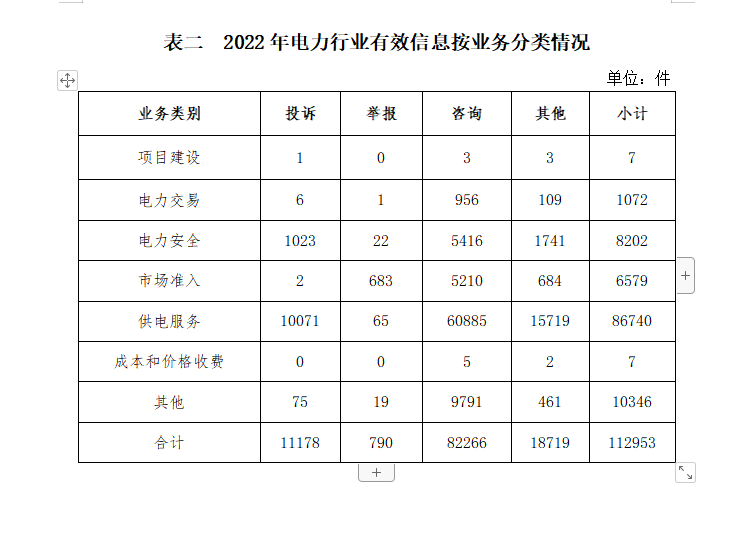 表二 2022年电力行业有效信息按业务分类情况
单位：件
业务类别 投诉 举报 咨询 其他 小计
项目建设 1 0 3 3 7
电力交易 6 1 956 109 1072
电力安全 1023 22 5416 1741 8202
市场准入 2 683 5210 684 6579
供电服务 10071 65 60885 15719 86740
成本和价格收费 0 0 5 2 7
其他 75 19 9791 461 10346
合计 11178 790 82266 18719 112953